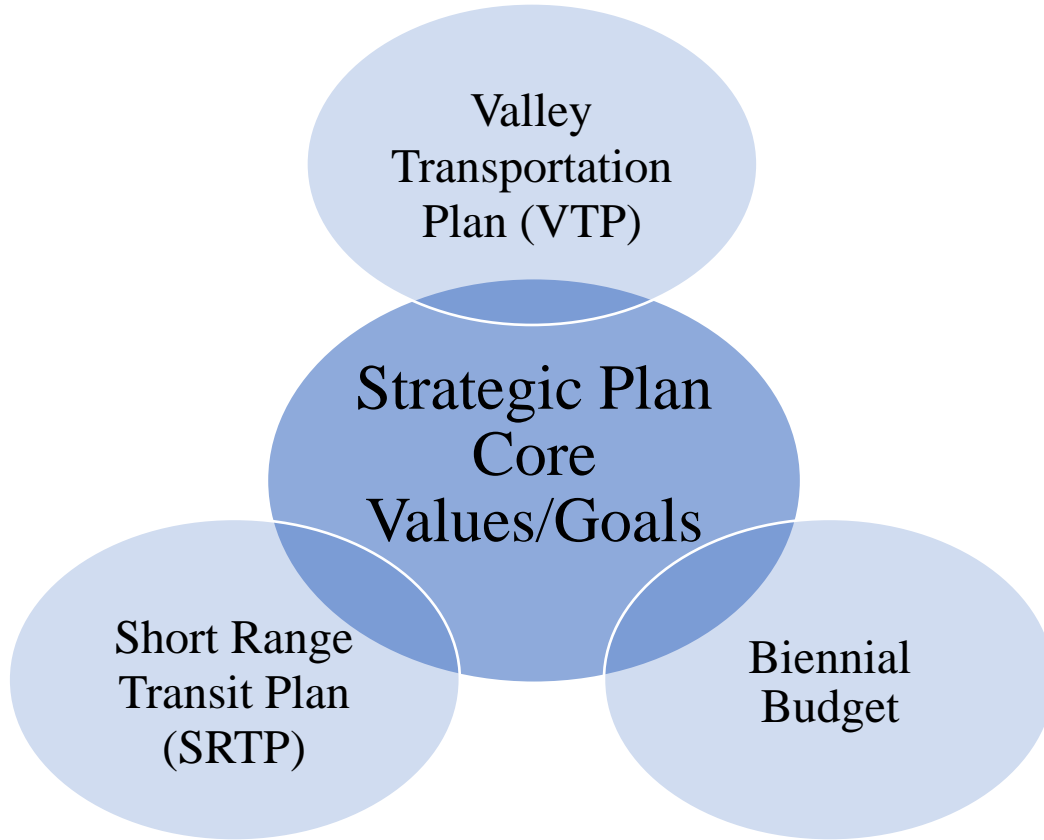 Valley
Transportation
Plan (VTP)
Strategic Plan
Core
Values/Goals
Short Range
Transit Plan
(SRTP)
Biennial
Budget